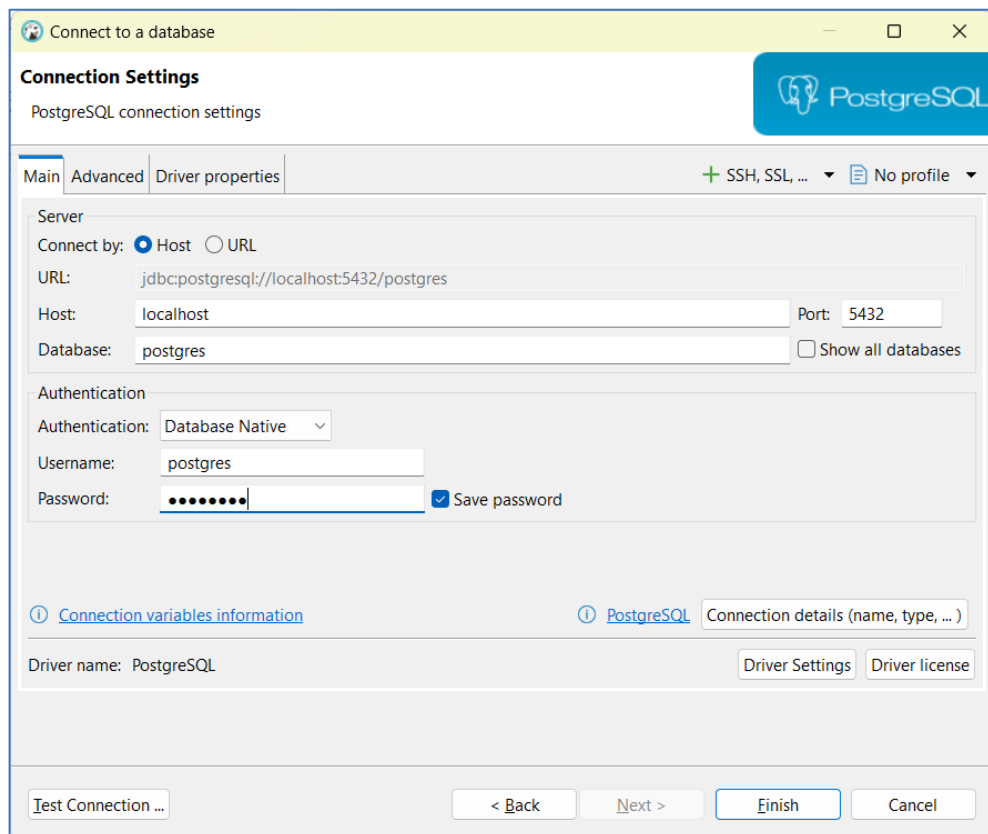 Connect to a database
Connection Settings
PostgreSQL connection settings
PostgreSQL
Main Advanced Driver properties SSH, SSL, ... No profile
Server
Connect by: Host URL
URL: jdbc:postgresql://localhost:5432/postgres
Host: localhost Port: 5432
Database: postgres Show all databases
Authentication
Authentication: Database Native
Username: postgres
Password: ●●●●●●●● Save password
Connection variables information PostgreSQL Connection details (name, type, ... )
Driver name: PostgreSQL Driver Settings Driver license
Test Connection ... < Back Next > Finish Cancel